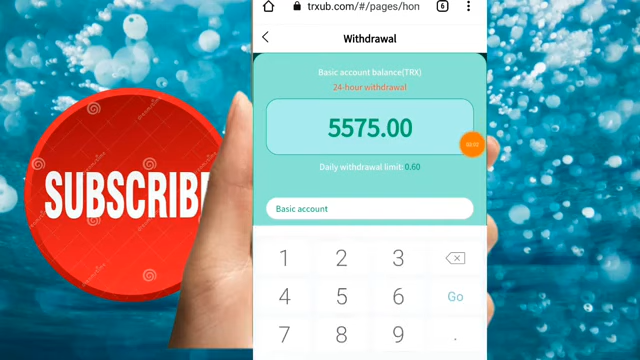 trxub.com/#/pages/hon
6
Withdrawal
Basic account balance(TRX)
24-hour withdrawal
5575.00
Daily withdrawal limit: 0.60
Basic account
1 2 3
4 5 6 Go
7 8 9 .
SUBSCRIBE